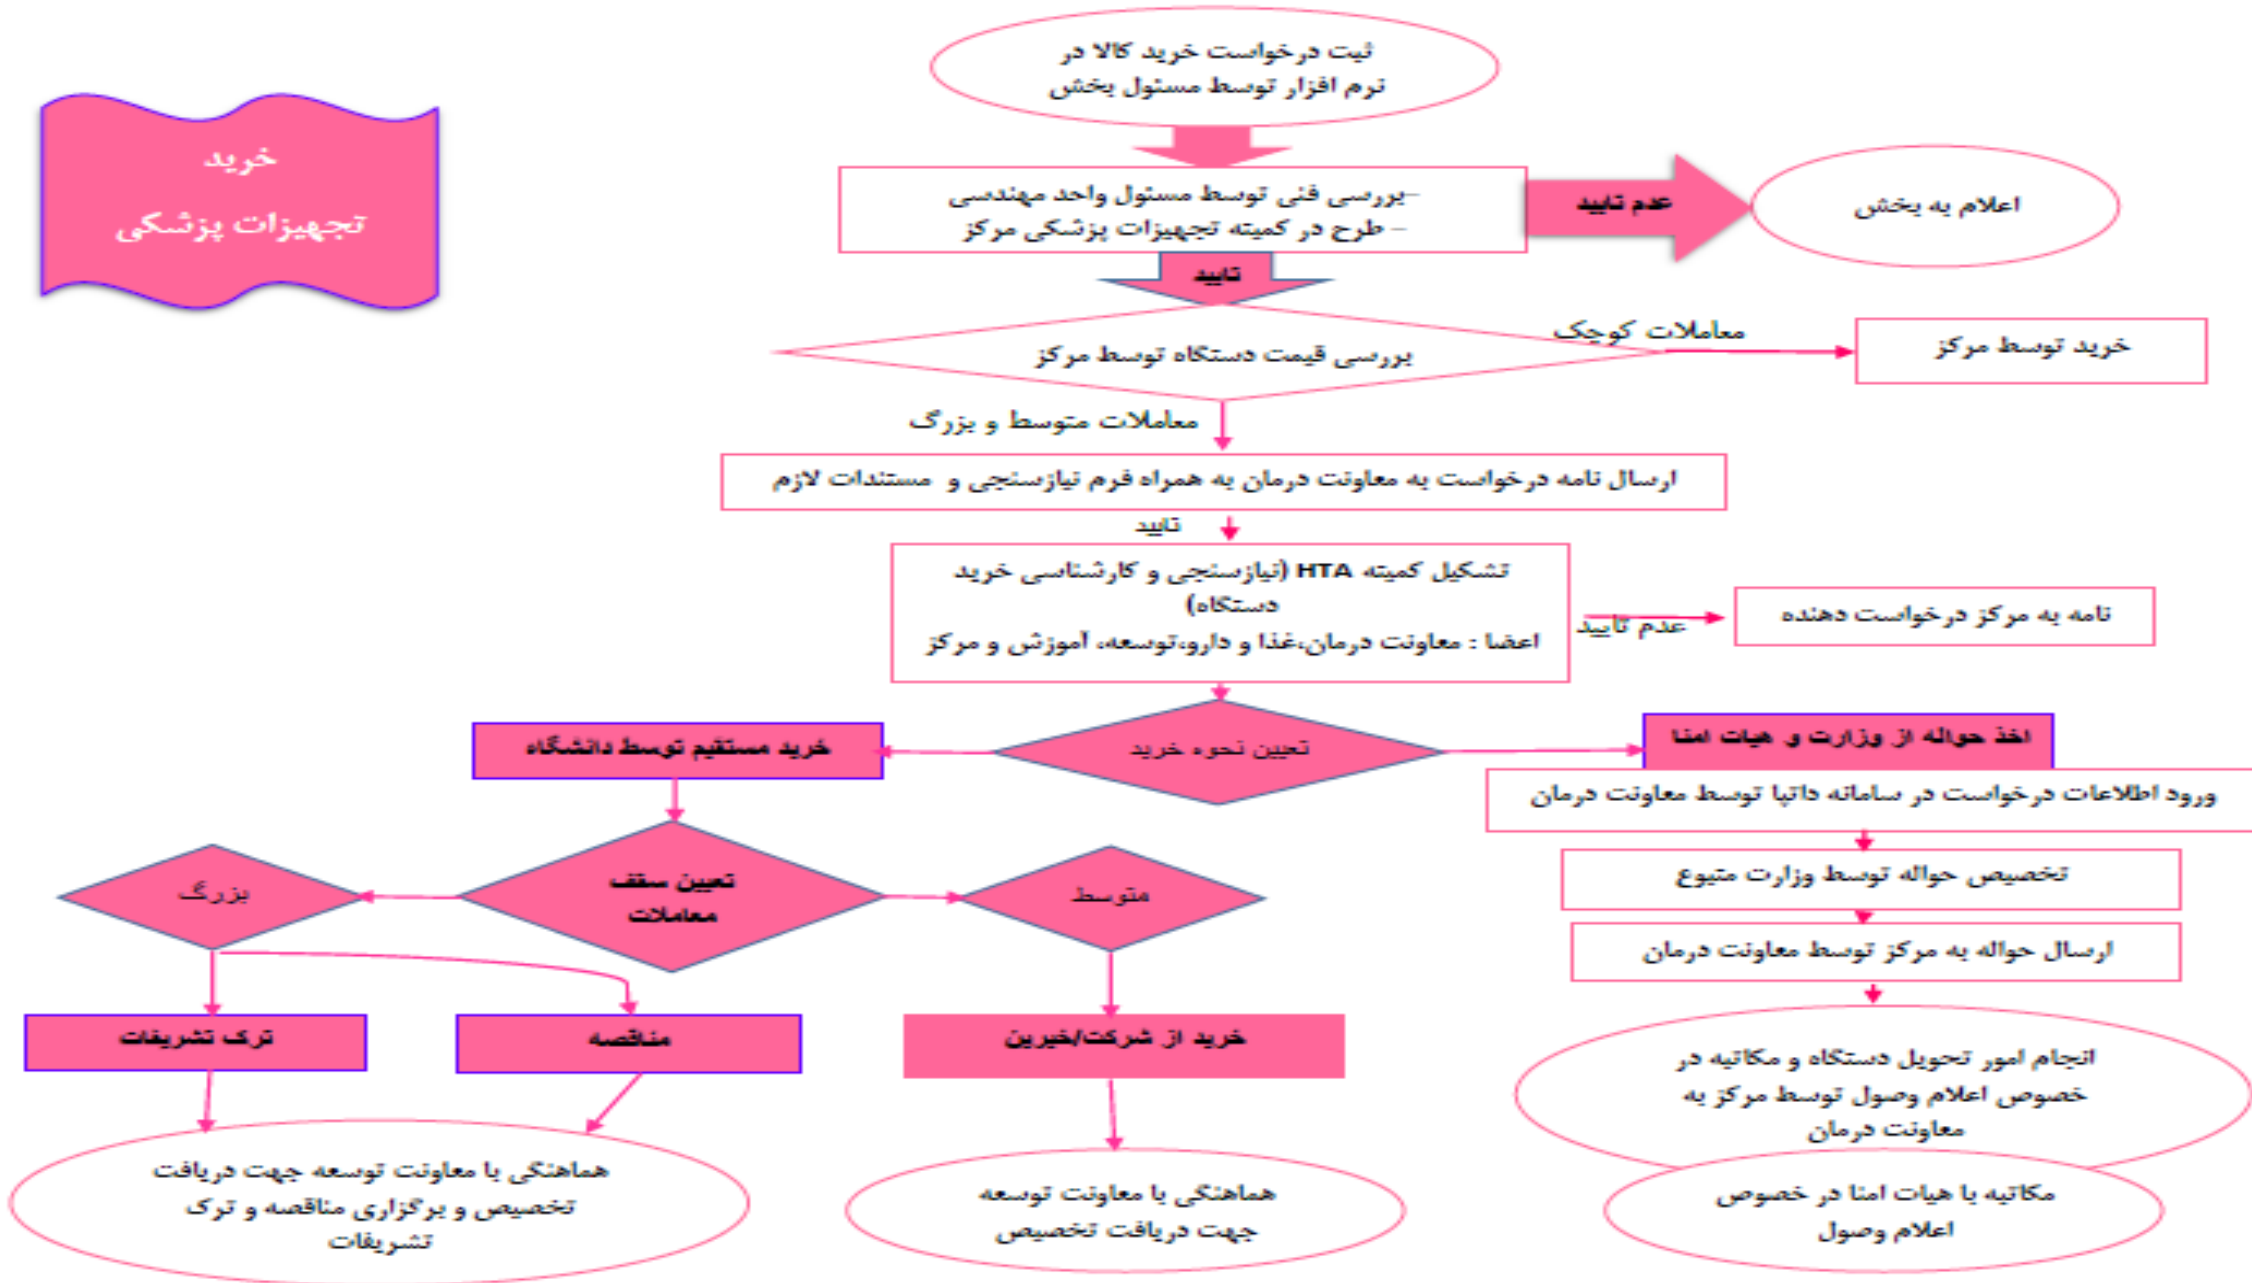 خرید
تجهیزات پزشکی
ثبت درخواست خرید کالا در
نرم افزار توسط مسئول بخش
–بررسی فنی توسط مسئول واحد مهندسی
– طرح در کمیته تجهیزات پزشکی مرکز
عدم تایید
اعلام به بخش
تایید
بررسی قیمت دستگاه توسط مرکز
معاملات کوچک
خرید توسط مرکز
معاملات متوسط و بزرگ
ارسال نامه درخواست به معاونت درمان به همراه فرم نیازسنجی و مستندات لازم
تایید
تشکیل کمیته HTA (نیازسنجی و کارشناسی خرید
دستگاه)
اعضا : معاونت درمان،غذا و دارو،توسعه، آموزش و مرکز
عدم تایید
نامه به مرکز درخواست دهنده
تعیین نحوه خرید
اخذ حواله از وزارت و هیات امنا
ورود اطلاعات درخواست در سامانه داتپا توسط معاونت درمان
تخصیص حواله توسط وزارت متبوع
ارسال حواله به مرکز توسط معاونت درمان
انجام امور تحویل دستگاه و مکاتبه در
خصوص اعلام وصول توسط مرکز به
معاونت درمان
مکاتبه با هیات امنا در خصوص
اعلام وصول
خرید مستقیم توسط دانشگاه
تعیین سقف
معاملات
متوسط
خرید از شرکت/خیرین
هماهنگی با معاونت توسعه
جهت دریافت تخصیص
بزرگ
مناقصه
ترک تشریفات
هماهنگی با معاونت توسعه جهت دریافت
تخصیص و برگزاری مناقصه و ترک
تشریفات